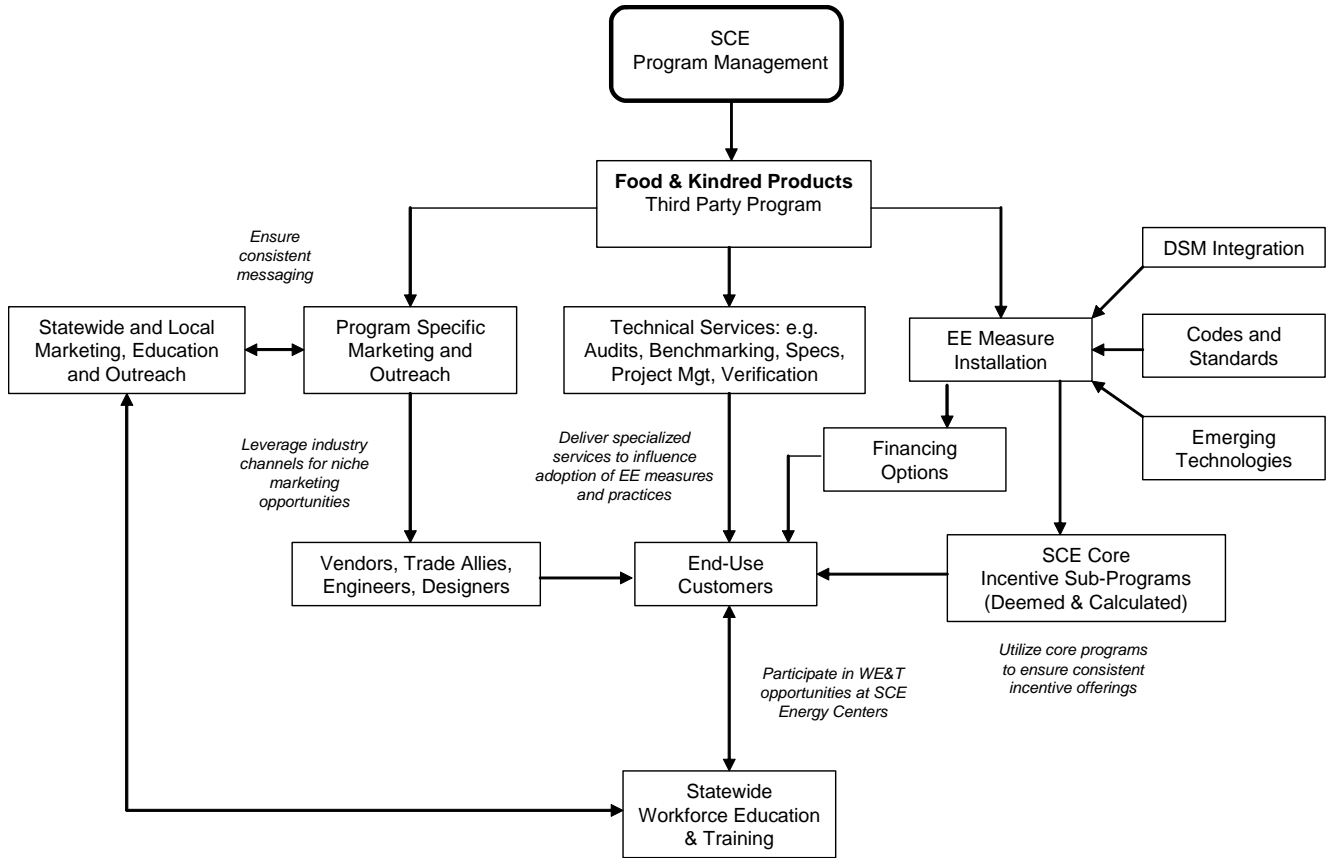 SCE
Program Management
Food & Kindred Products
Third Party Program
Ensure
consistent
messaging
DSM Integration
Statewide and Local
Marketing, Education
and Outreach
Program Specific
Marketing and
Outreach
Technical Services: e.g.
Audits, Benchmarking, Specs,
Project Mgt, Verification
EE Measure
Installation
Codes and
Standards
Leverage industry
channels for niche
marketing
opportunities
Deliver specialized
services to influence
adoption of EE measures
and practices
Financing
Options
Emerging
Technologies
Vendors, Trade Allies,
Engineers, Designers
End-Use
Customers
SCE Core
Incentive Sub-Programs
(Deemed & Calculated)
Participate in WE&T
opportunities at SCE
Energy Centers
Utilize core programs
to ensure consistent
incentive offerings
Statewide
Workforce Education
& Training